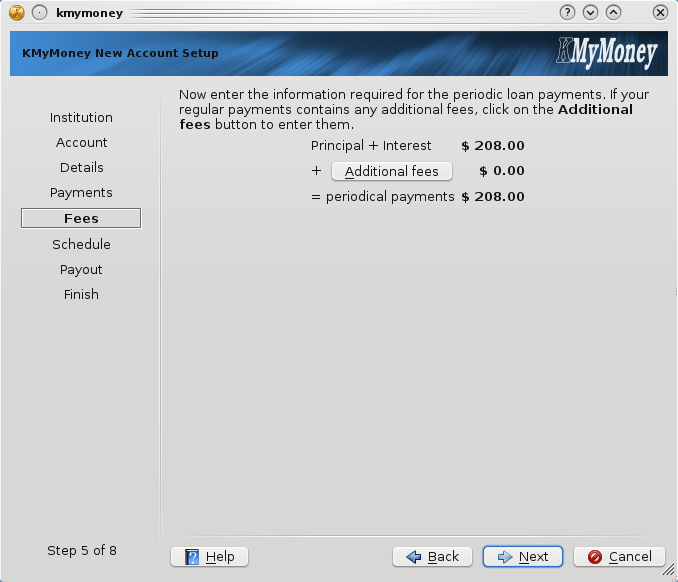 kmymoney
KMyMoney New Account Setup
KMyMoney
Institution
Account
Details
Payments
Fees
Schedule
Payout
Finish
Step 5 of 8
Now enter the information required for the periodic loan payments. If your
regular payments contains any additional fees, click on the Additional
fees button to enter them.
Principal + Interest $ 208.00
+ Additional fees $ 0.00
= periodical payments $ 208.00
Help Back Next Cancel